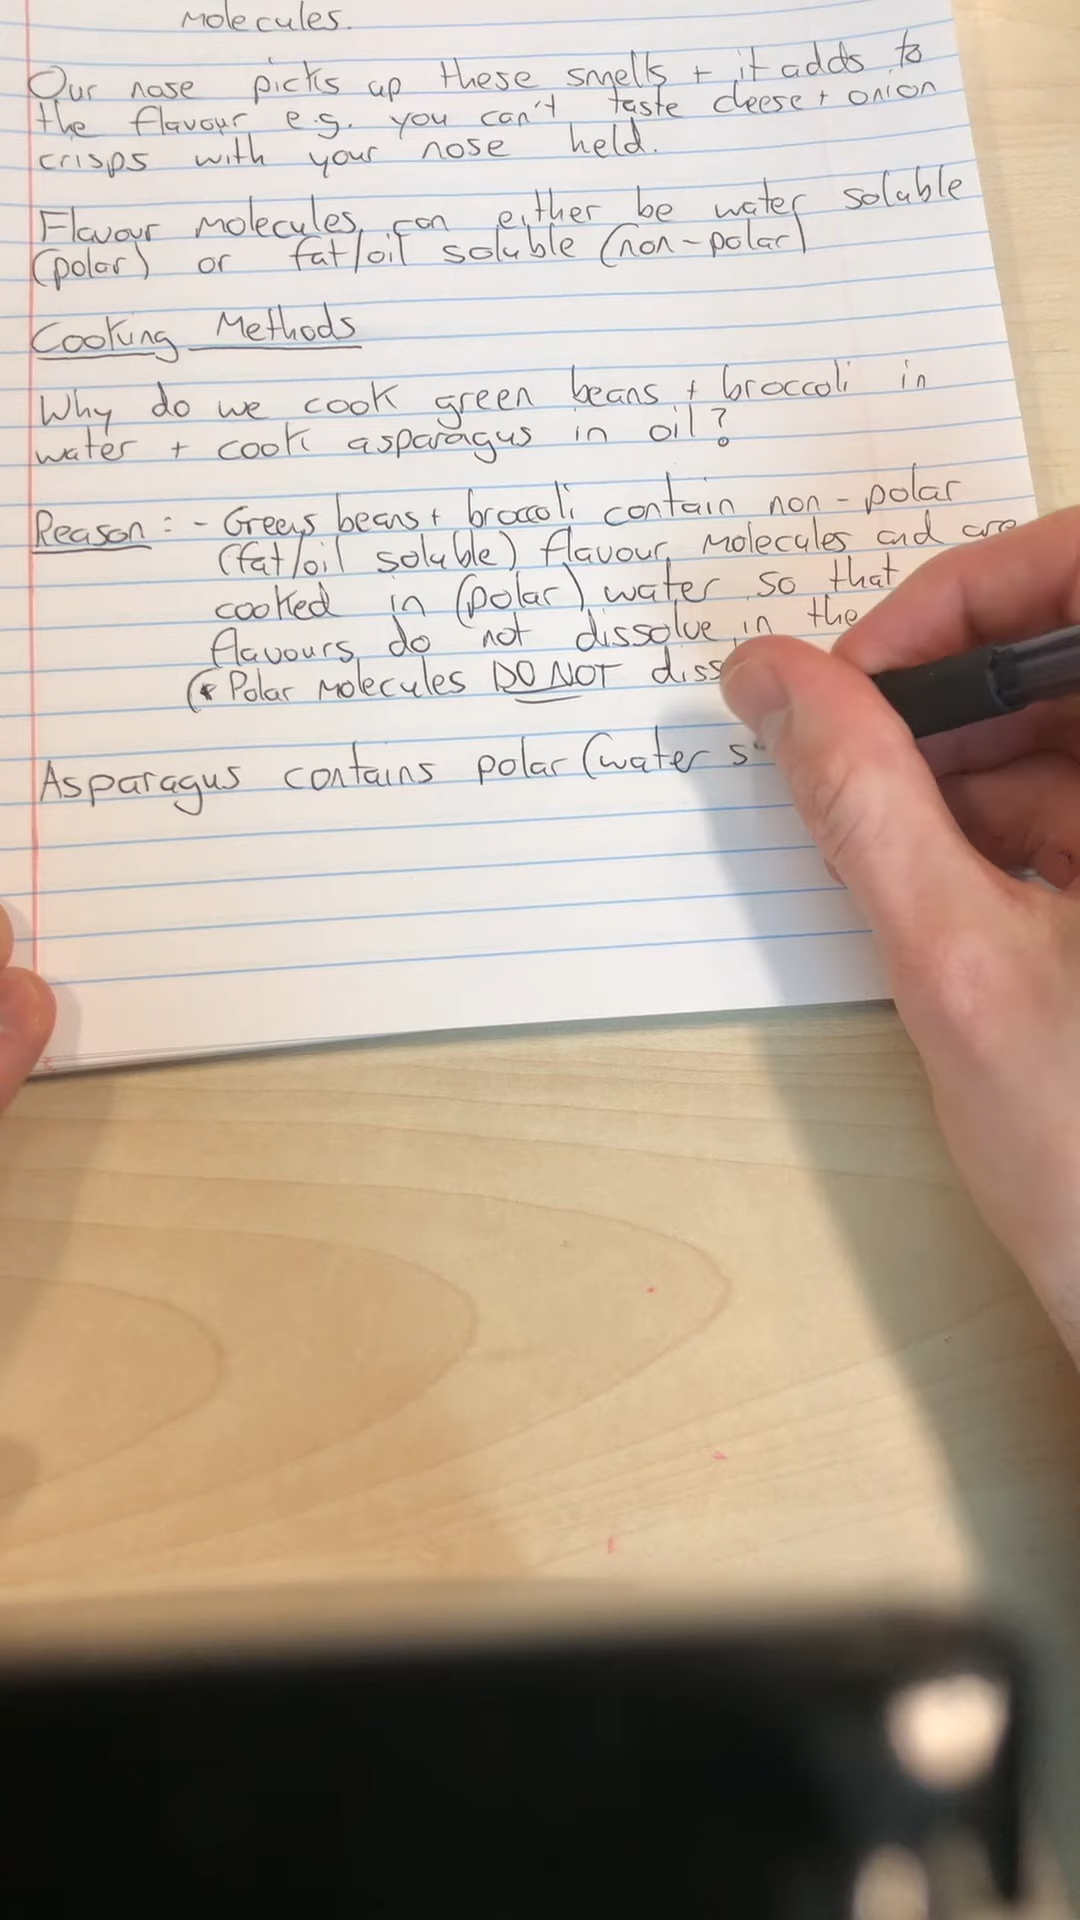 Molecules.
Our nose picks up these smells + it adds to
the flavour e.g. you can't taste cheese + onion
crisps with your nose held.
Flavour molecules can either be water soluble
(polar) or fat/oil soluble (non-polar)
Cooking Methods
Why do we cook green beans + broccoli in
water + cook asparagus in oil?
Reason : - Greens beans + broccoli contain non-polar
(fat/oil soluble) flavour molecules and are
cooked in (polar) water so that
flavours do not dissolve in the
(* Polar molecules DO NOT diss
Asparagus contains polar (water s